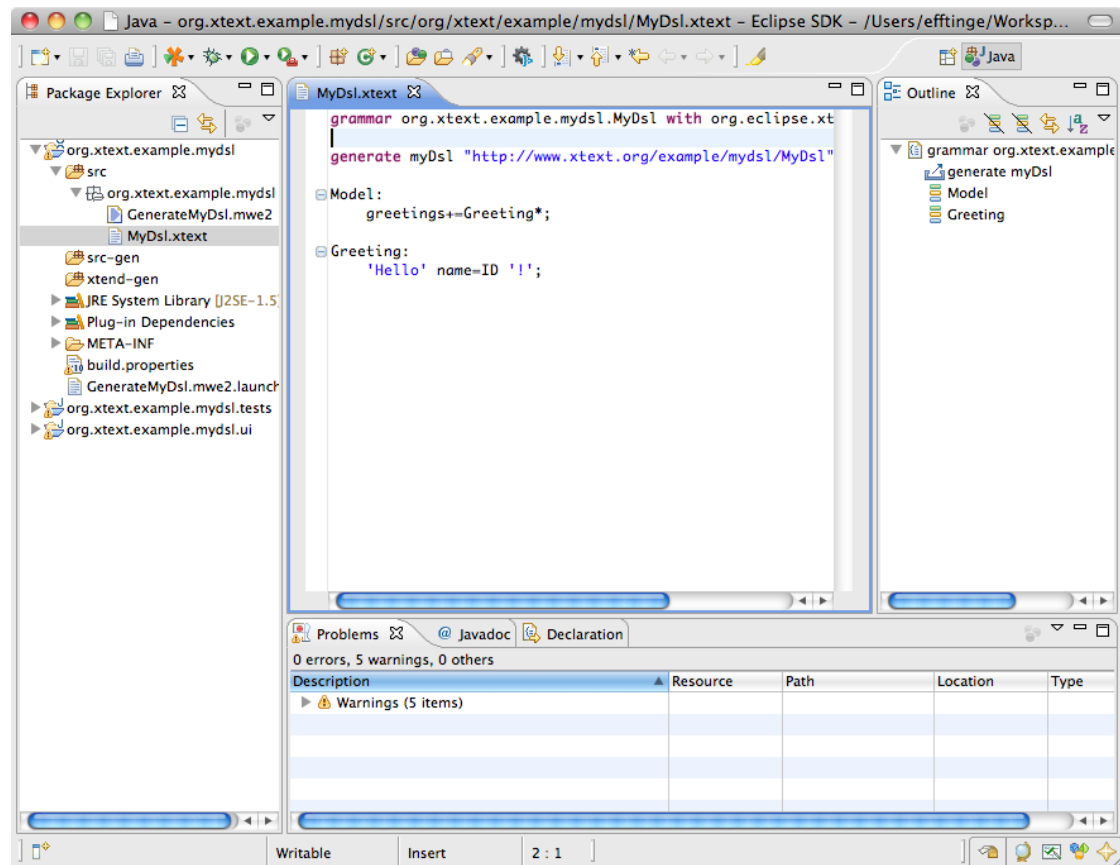 Java – org.xtext.example.mydsl/src/org/xtext/example/mydsl/MyDsl.xtext – Eclipse SDK – /Users/efftinge/Worksp...
Java
Package Explorer
org.xtext.example.mydsl
src
org.xtext.example.mydsl
GenerateMyDsl.mwe2
MyDsl.xtext
src-gen
xtend-gen
JRE System Library [J2SE-1.5]
Plug-in Dependencies
META-INF
build.properties
GenerateMyDsl.mwe2.launch
org.xtext.example.mydsl.tests
org.xtext.example.mydsl.ui
MyDsl.xtext
grammar org.xtext.example.mydsl.MyDsl with org.eclipse.xt
generate myDsl "http://www.xtext.org/example/mydsl/MyDsl"
Model:
greetings+=Greeting*;
Greeting:
'Hello' name=ID '!';
Outline
grammar org.xtext.example
generate myDsl
Model
Greeting
Problems @ Javadoc Declaration
0 errors, 5 warnings, 0 others
Description Resource Path Location Type
Warnings (5 items)
Writable Insert 2 : 1